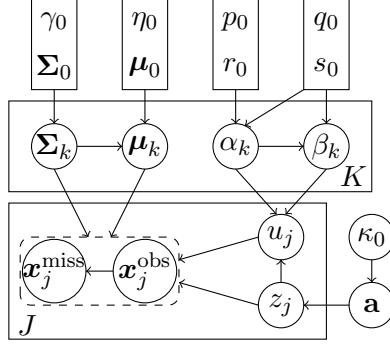 γ₀ η₀ p₀ q₀
Σ₀ μ₀ r₀ s₀
Σₖ μₖ αₖ βₖ
K
uⱼ κ₀
xⱼᵐⁱˢˢ xⱼᵒᵇˢ
zⱼ a
J